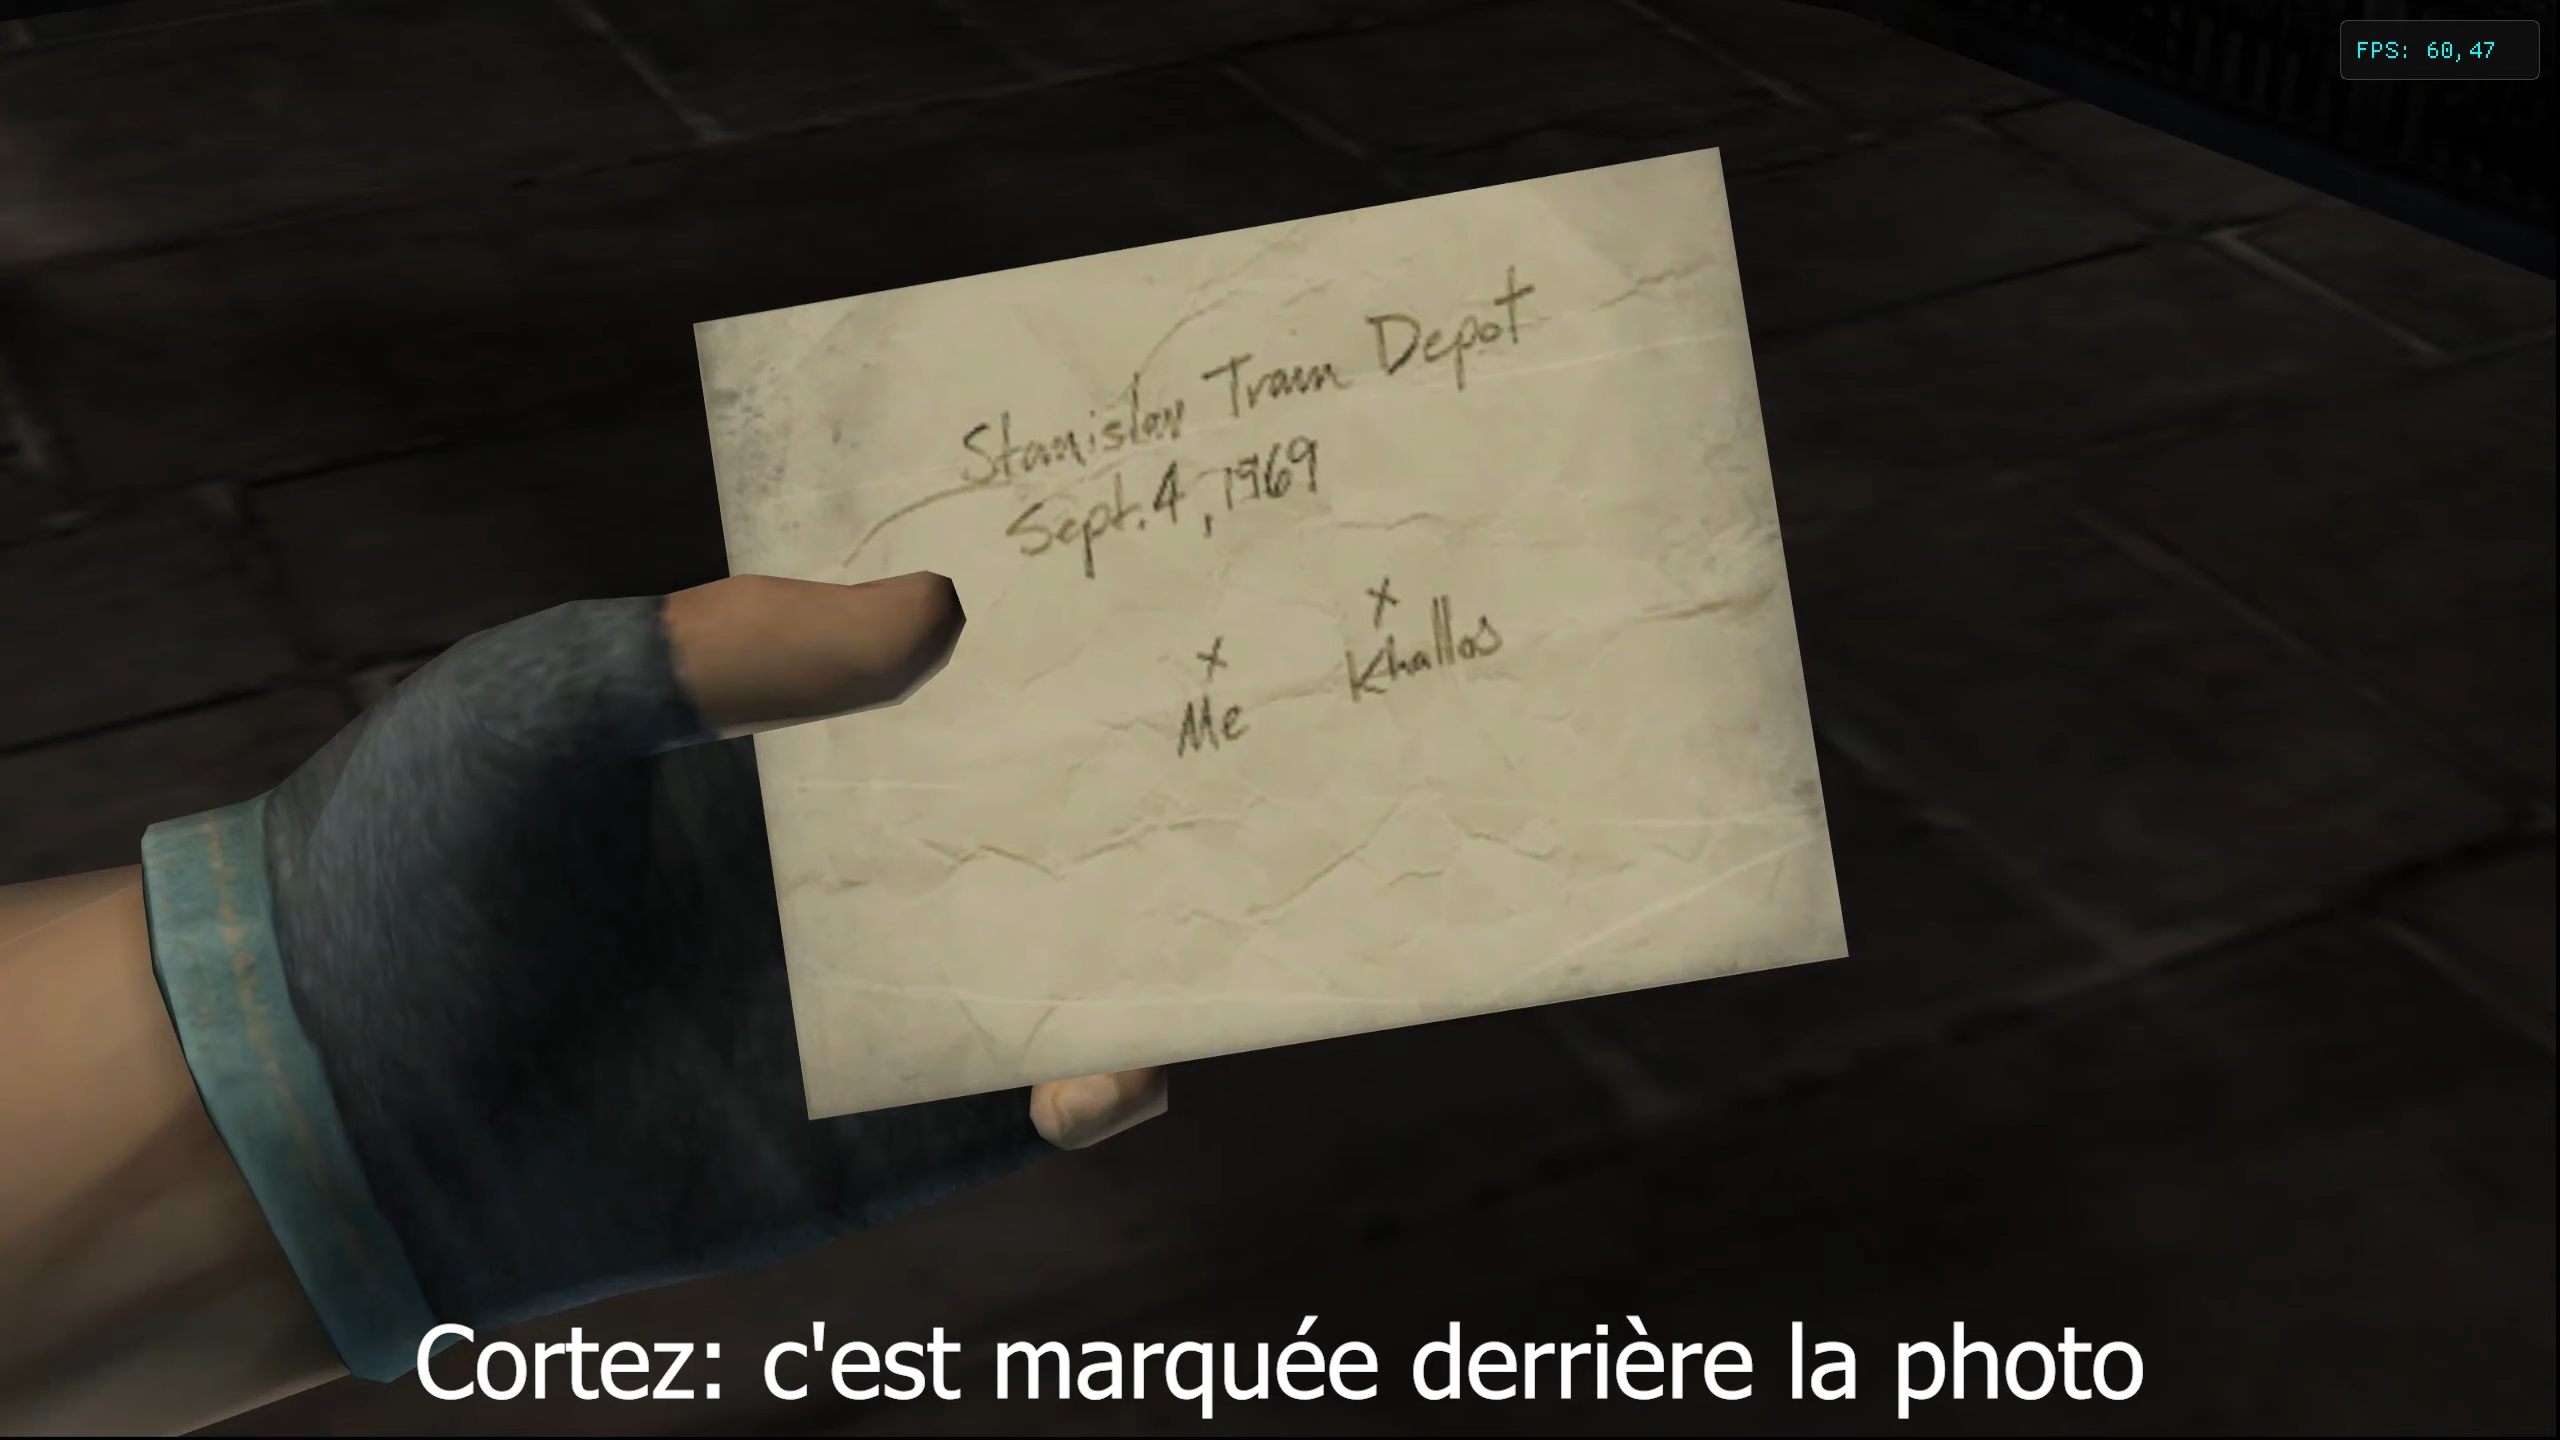 FPS: 60,47
Stanislav Train Depot
Sept. 4, 1969
x x
Me Khallos
Cortez: c'est marquée derrière la photo